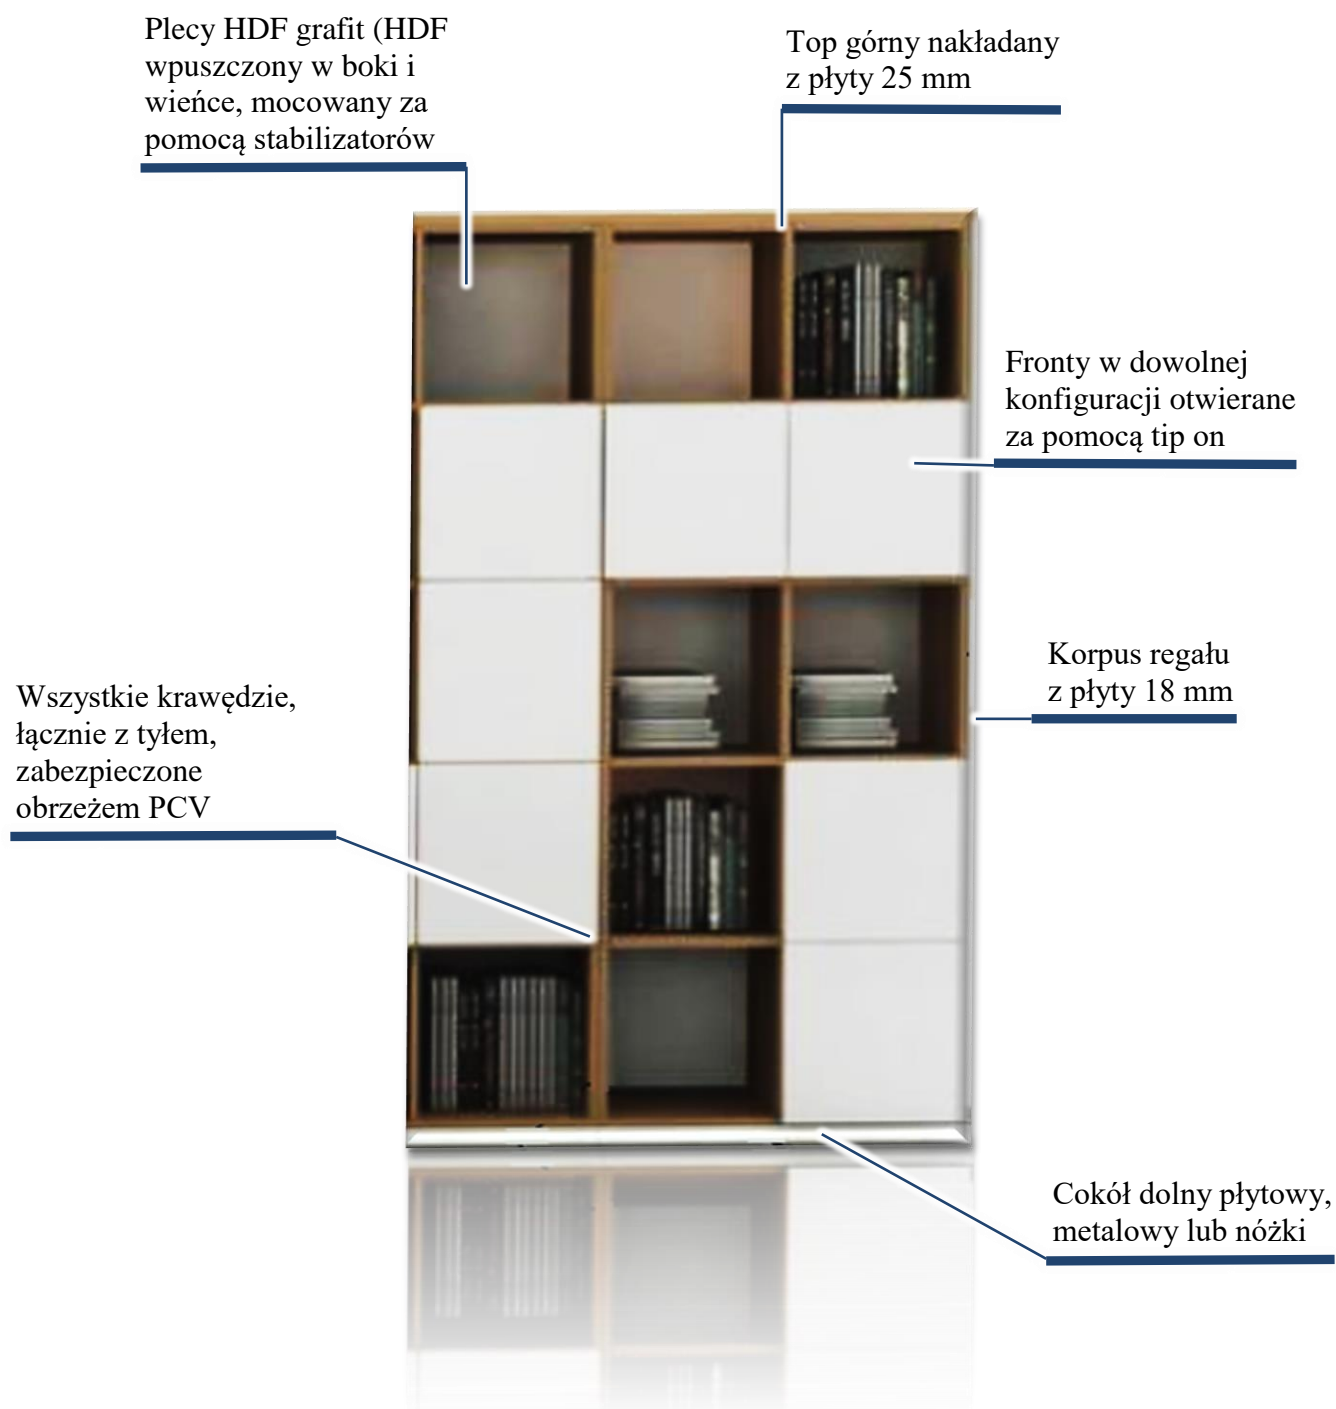 Plecy HDF grafit (HDF
wpuszczony w boki i
wieńce, mocowany za
pomocą stabilizatorów
Top górny nakładany
z płyty 25 mm
Fronty w dowolnej
konfiguracji otwierane
za pomocą tip on
Korpus regału
z płyty 18 mm
Wszystkie krawędzie,
łącznie z tyłem,
zabezpieczone
obrzeżem PCV
Cokół dolny płytowy,
metalowy lub nóżki